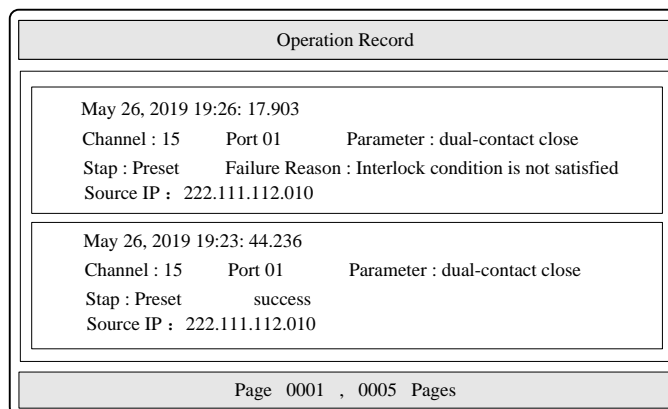 Operation Record
May 26, 2019 19:26: 17.903
Channel : 15 Port 01 Parameter : dual-contact close
Stap : Preset Failure Reason : Interlock condition is not satisfied
Source IP ： 222.111.112.010
May 26, 2019 19:23: 44.236
Channel : 15 Port 01 Parameter : dual-contact close
Stap : Preset success
Source IP ： 222.111.112.010
Page 0001 , 0005 Pages